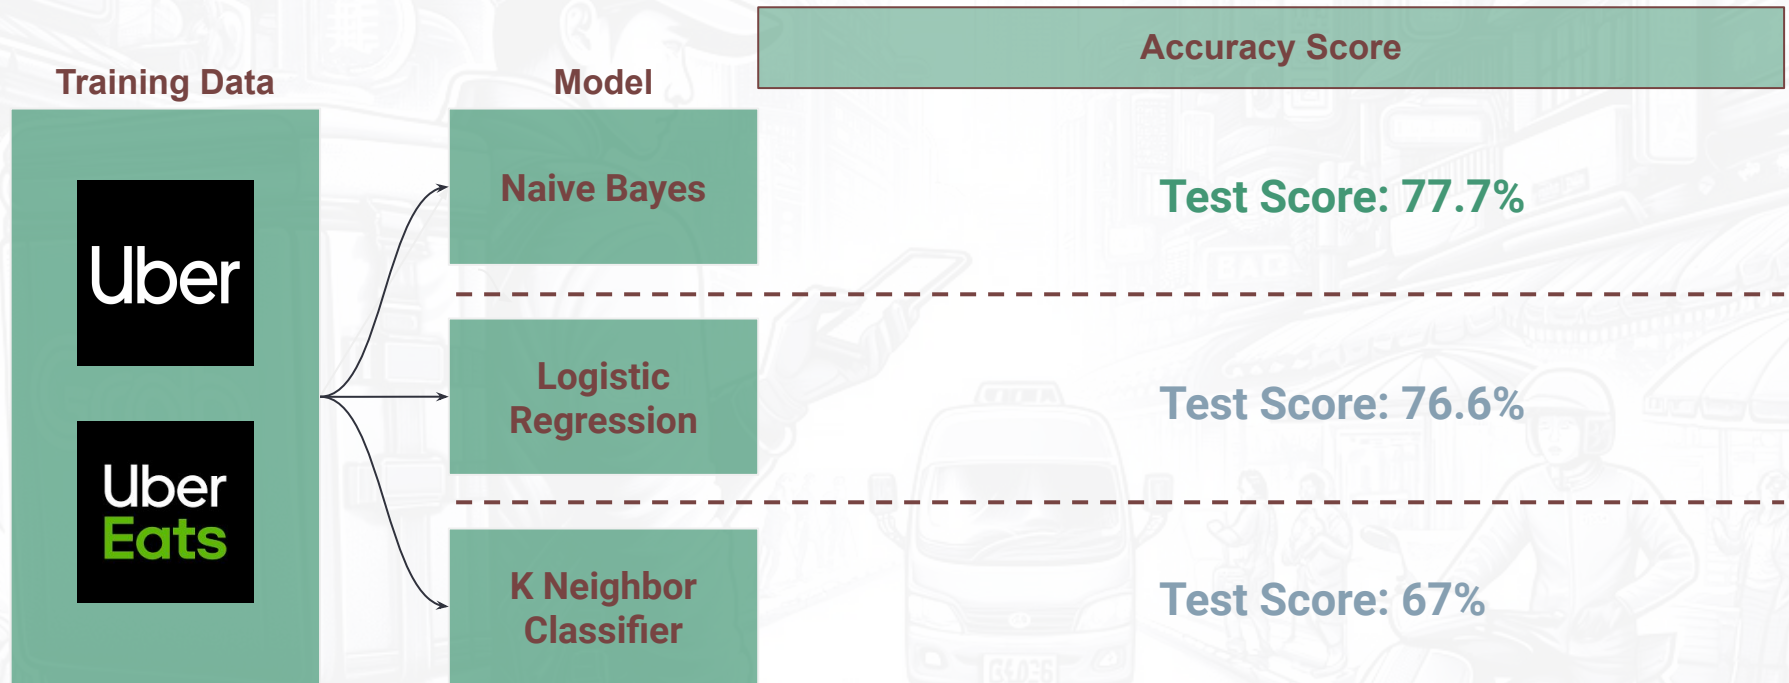 Accuracy Score
Training Data
Model
Uber
Uber
Eats
Naive Bayes
Test Score: 77.7%
Logistic
Regression
Test Score: 76.6%
K Neighbor
Classifier
Test Score: 67%
BAR